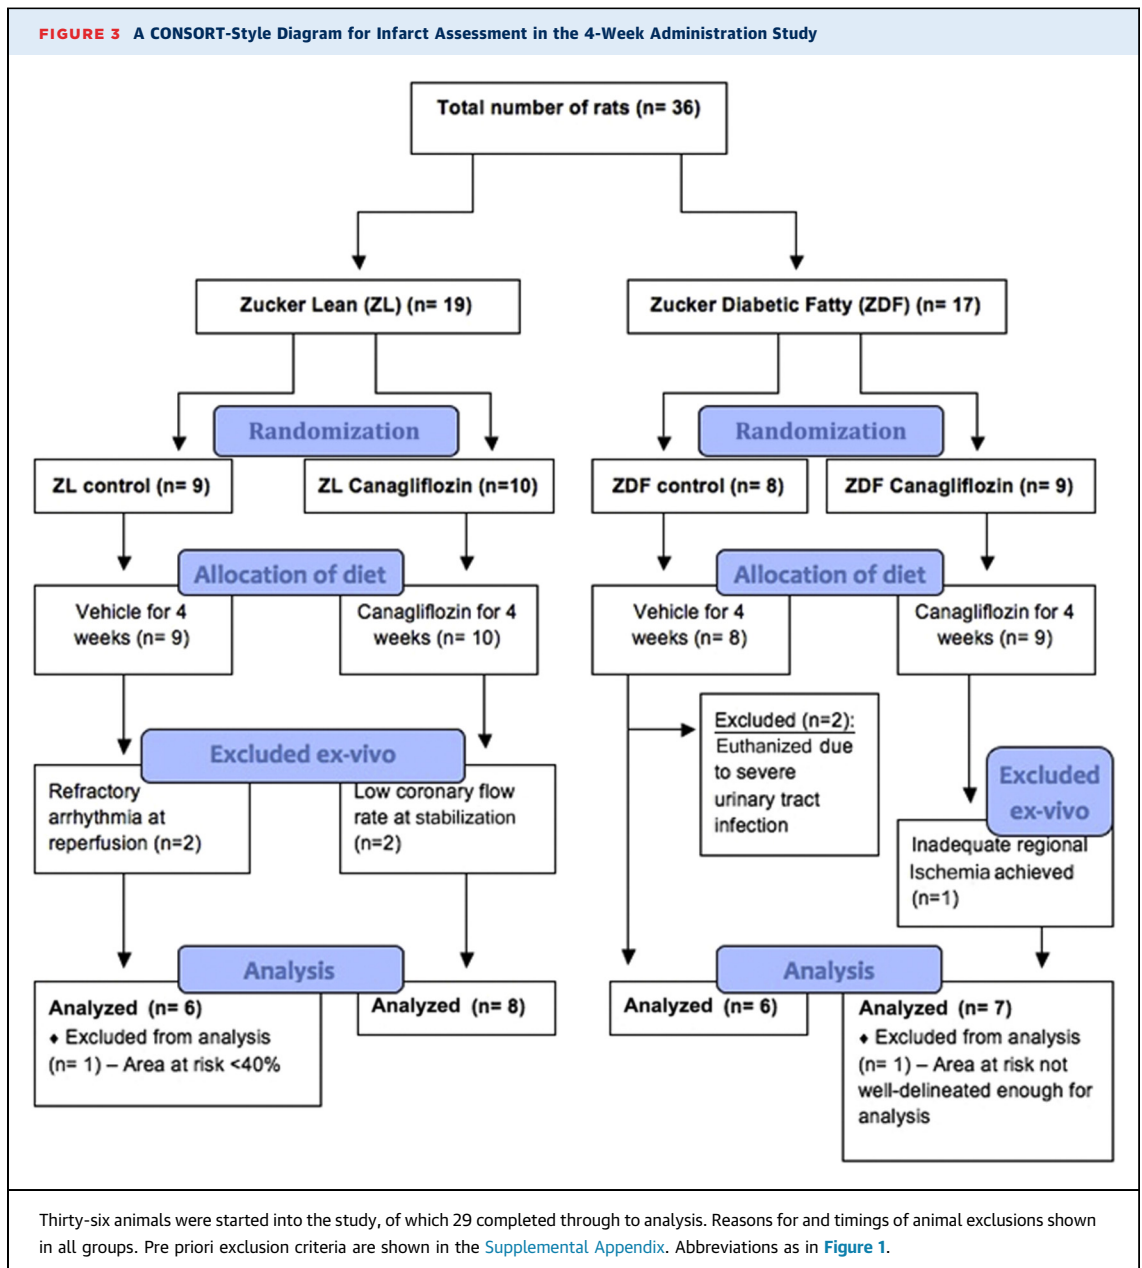 FIGURE 3 A CONSORT-Style Diagram for Infarct Assessment in the 4-Week Administration Study
Total number of rats (n= 36)
Zucker Lean (ZL) (n= 19)
Zucker Diabetic Fatty (ZDF) (n= 17)
Randomization
Randomization
ZL control (n= 9)
ZL Canagliflozin (n=10)
ZDF control (n= 8)
ZDF Canagliflozin (n= 9)
Allocation of diet
Allocation of diet
Vehicle for 4
weeks (n= 9)
Canagliflozin for 4
weeks (n= 10)
Vehicle for 4
weeks (n= 8)
Canagliflozin for 4
weeks (n= 9)
Excluded (n=2):
Euthanized due
to severe
urinary tract
infection
Excluded ex-vivo
Refractory
arrhythmia at
reperfusion (n=2)
Low coronary flow
rate at stabilization
(n=2)
Excluded
ex-vivo
Inadequate regional
Ischemia achieved
(n=1)
Analysis
Analysis
Analyzed (n= 6)
♦ Excluded from analysis
(n= 1) – Area at risk <40%
Analyzed (n= 8)
Analyzed (n= 6)
Analyzed (n= 7)
♦ Excluded from analysis
(n= 1) – Area at risk not
well-delineated enough for
analysis
Thirty-six animals were started into the study, of which 29 completed through to analysis. Reasons for and timings of animal exclusions shown
in all groups. Pre priori exclusion criteria are shown in the Supplemental Appendix. Abbreviations as in Figure 1.